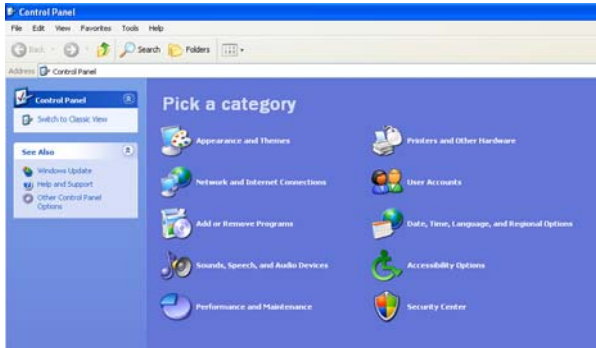 Control Panel
File Edit View Favorites Tools Help
Back Search Folders
Address Control Panel
Control Panel
Switch to Classic View
See Also
Windows Update
Help and Support
Other Control Panel
Options
Pick a category
Appearance and Themes
Printers and Other Hardware
Network and Internet Connections
User Accounts
Add or Remove Programs
Date, Time, Language, and Regional Options
Sounds, Speech, and Audio Devices
Accessibility Options
Performance and Maintenance
Security Center